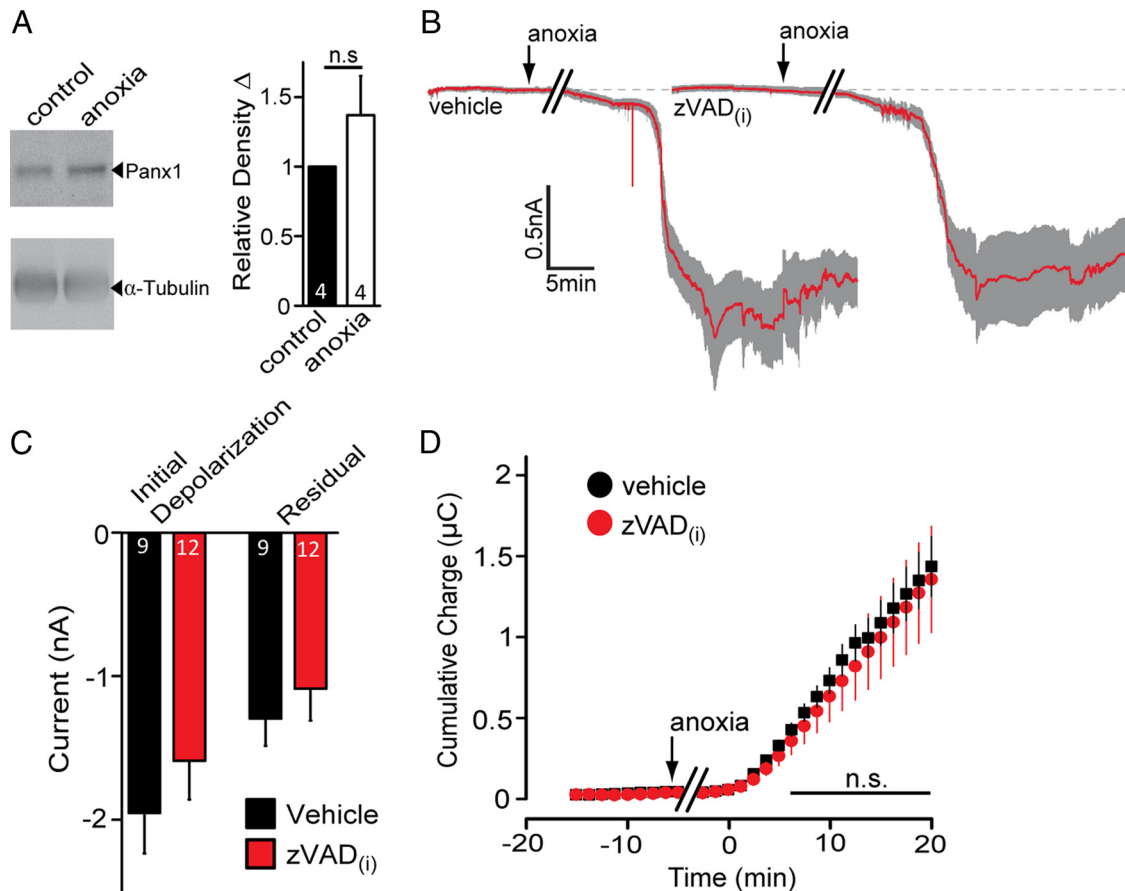 A
control
anoxia
Panx1
α-Tubulin
n.s
Relative Density Δ
1.5
1
0.5
0
4
4
control
anoxia
B
anoxia
anoxia
vehicle
zVAD(i)
0.5nA
5min
C
Initial
Depolarization
Residual
0
-1
-2
Current (nA)
9
12
9
12
Vehicle
zVAD(i)
D
2
1.5
1
0.5
0
Cumulative Charge (µC)
vehicle
zVAD(i)
anoxia
n.s.
-20
-10
0
10
20
Time (min)